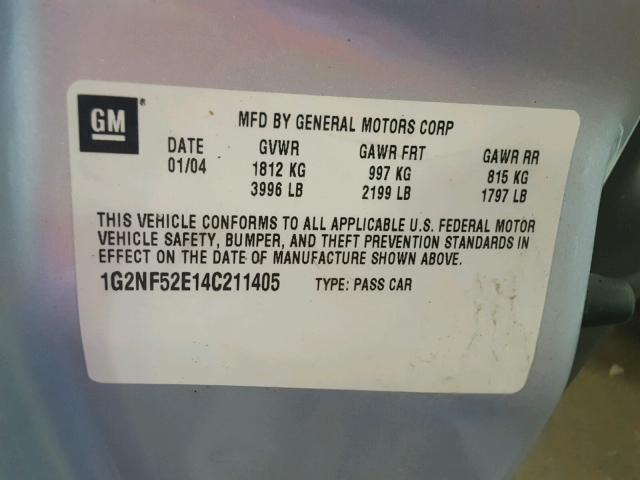 GM®
MFD BY GENERAL MOTORS CORP
DATE GVWR GAWR FRT GAWR RR
01/04 1812 KG 997 KG 815 KG
3996 LB 2199 LB 1797 LB
THIS VEHICLE CONFORMS TO ALL APPLICABLE U.S. FEDERAL MOTOR
VEHICLE SAFETY, BUMPER, AND THEFT PREVENTION STANDARDS IN
EFFECT ON THE DATE OF MANUFACTURE SHOWN ABOVE.
1G2NF52E14C211405 TYPE: PASS CAR